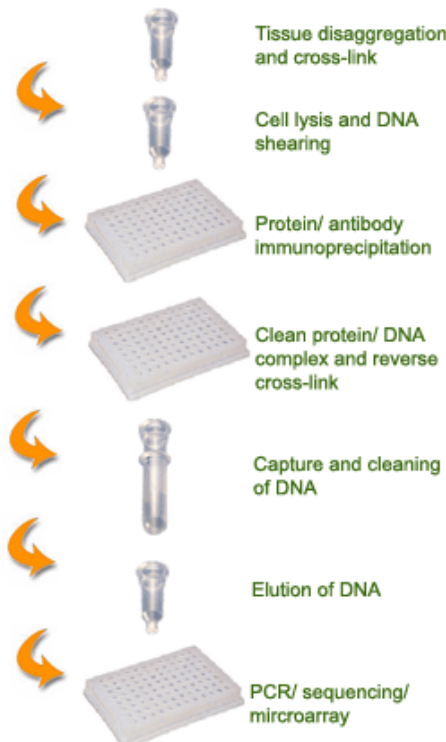 Tissue disaggregation
and cross-link
Cell lysis and DNA
shearing
Protein/ antibody
immunoprecipitation
Clean protein/ DNA
complex and reverse
cross-link
Capture and cleaning
of DNA
Elution of DNA
PCR/ sequencing/
mircroarray